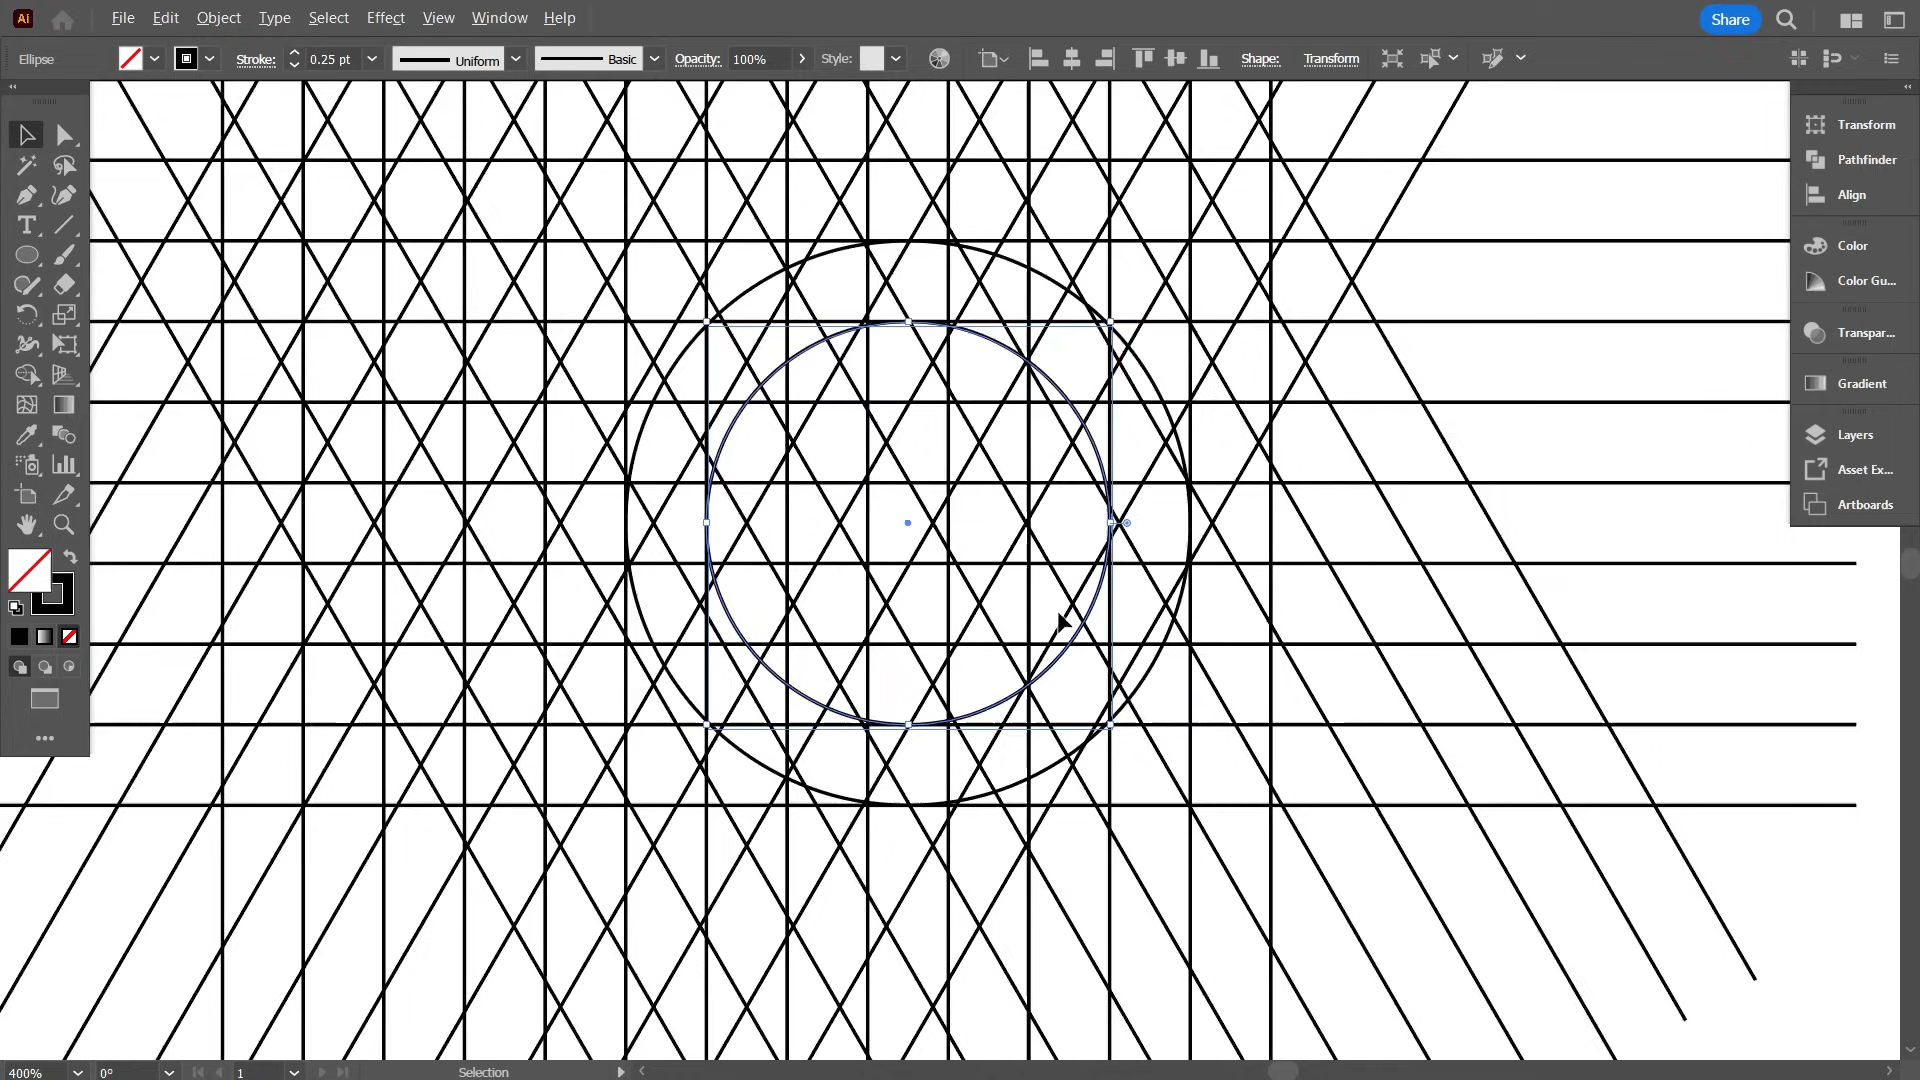 Ai File Edit Object Type Select Effect View Window Help Share
Ellipse Stroke: 0.25 pt Uniform Basic Opacity: 100% Style: Shape: Transform
Transform
Pathfinder
Align
Color
Color Gu...
Transpar...
Gradient
Layers
Asset Ex...
Artboards
400% 0° 1 Selection